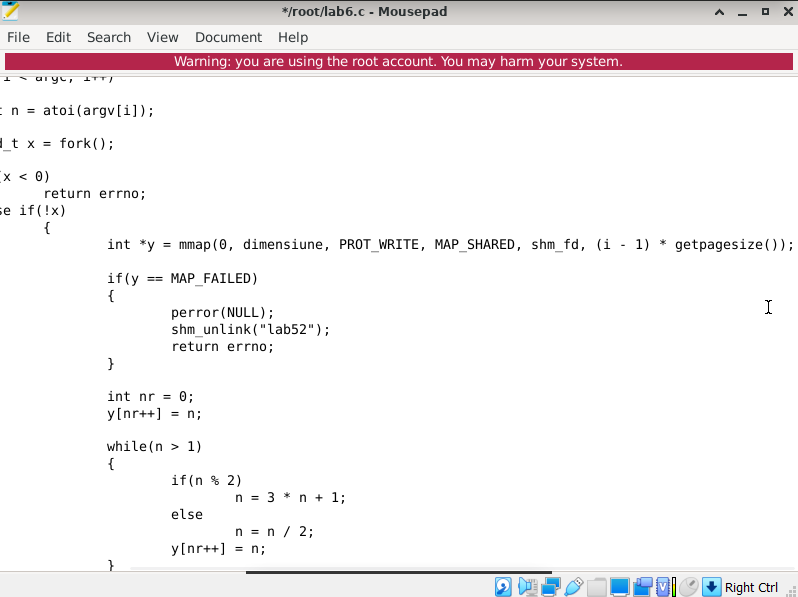 */root/lab6.c - Mousepad
File Edit Search View Document Help
Warning: you are using the root account. You may harm your system.
i < argc; i++)
t n = atoi(argv[i]);
d_t x = fork();
(x < 0)
return errno;
se if(!x)
{
int *y = mmap(0, dimensiune, PROT_WRITE, MAP_SHARED, shm_fd, (i - 1) * getpagesize());
if(y == MAP_FAILED)
{
perror(NULL);
shm_unlink("lab52");
return errno;
}
int nr = 0;
y[nr++] = n;
while(n > 1)
{
if(n % 2)
n = 3 * n + 1;
else
n = n / 2;
y[nr++] = n;
}
Right Ctrl